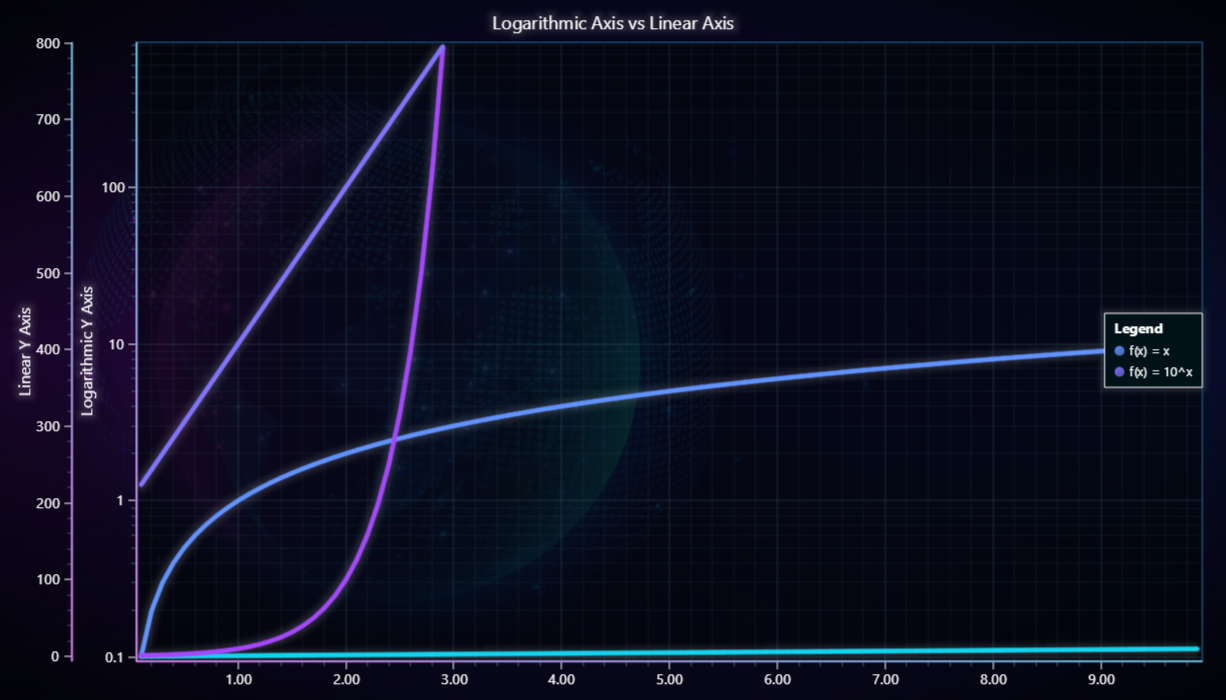 Logarithmic Axis vs Linear Axis
Linear Y Axis
800
700
600
500
400
300
200
100
0
Logarithmic Y Axis
100
10
1
0.1
Legend
f(x) = x
f(x) = 10^x
1.00 2.00 3.00 4.00 5.00 6.00 7.00 8.00 9.00